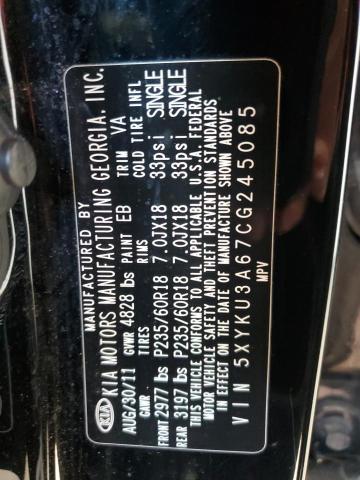 MANUFACTURED BY
KIA KIA MOTORS MANUFACTURING GEORGIA, INC.
AUG/30/11 GVWR 4828 lbs PAINT EB TRIM VA
GAWR TIRES RIMS COLD TIRE INFL
FRONT 2977 lbs P235/60R18 7.0JX18 33psi SINGLE
REAR 3197 lbs P235/60R18 7.0JX18 33psi SINGLE
THIS VEHICLE CONFORMS TO ALL APPLICABLE U.S.A. FEDERAL
MOTOR VEHICLE SAFETY AND THEFT PREVENTION STANDARDS
IN EFFECT ON THE DATE OF MANUFACTURE SHOWN ABOVE
VIN 5XYKU3A67CG245085
MPV